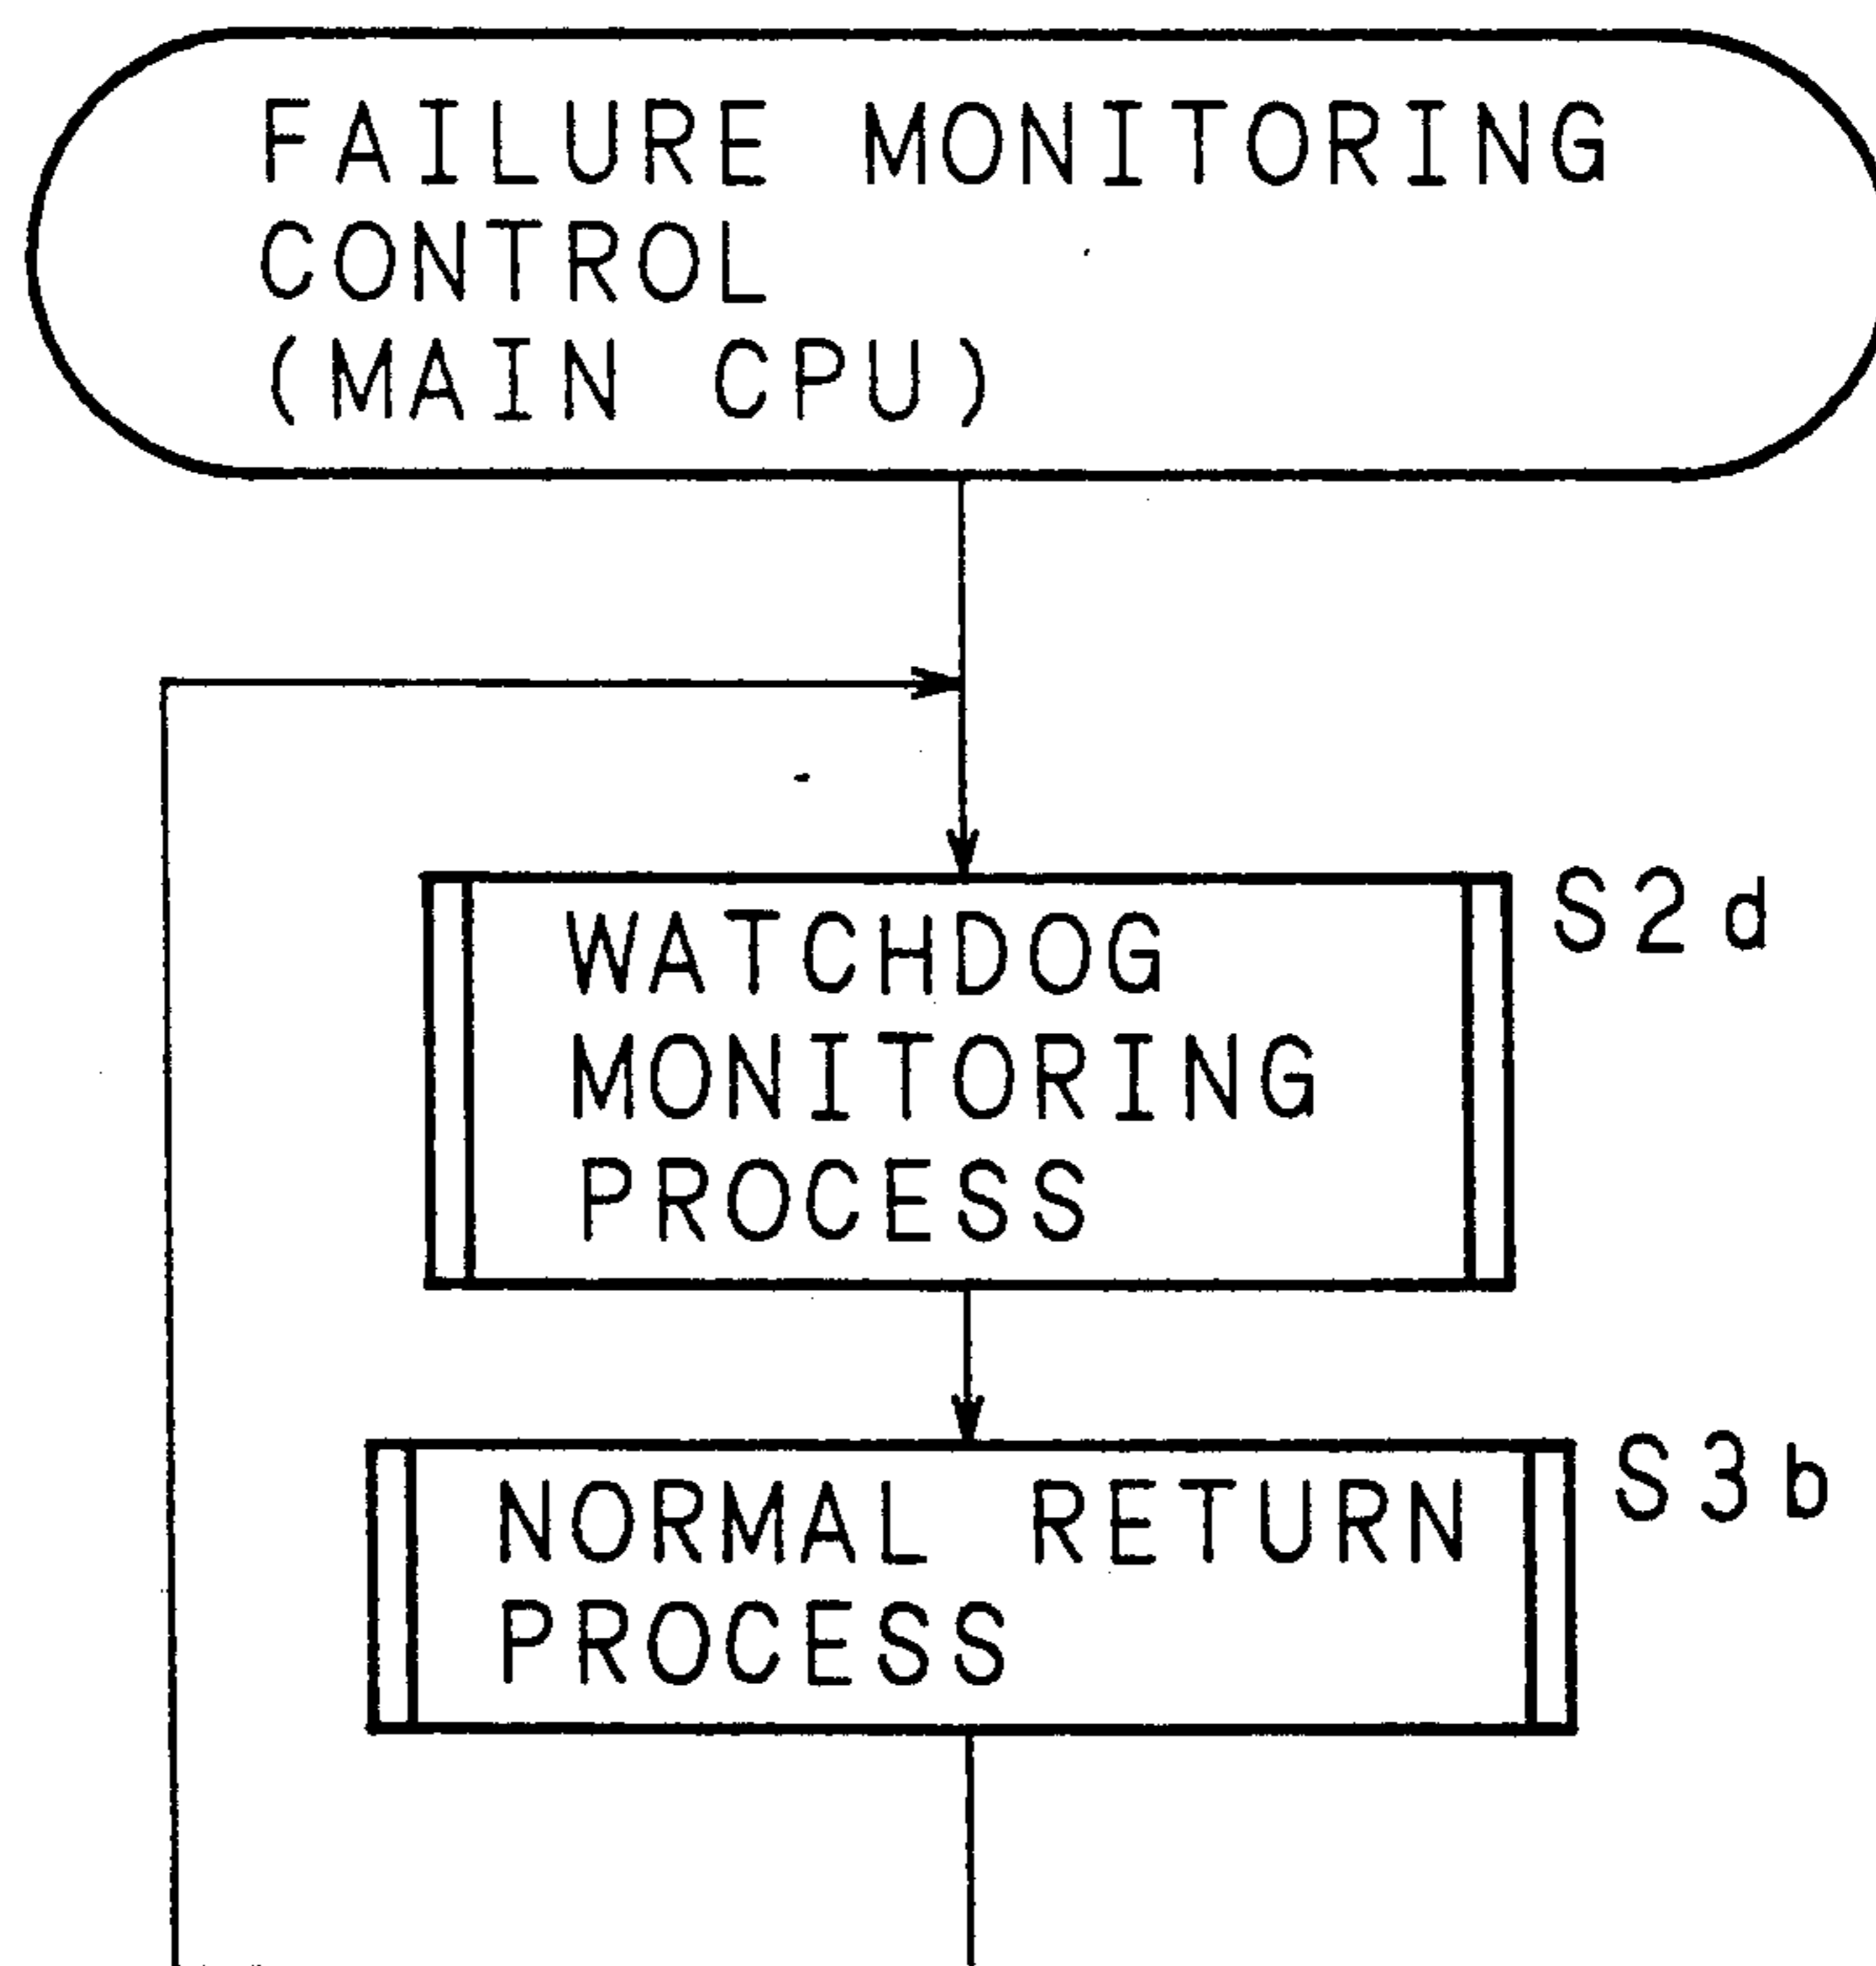 FAILURE MONITORING
CONTROL
(MAIN CPU)
S2d
WATCHDOG
MONITORING
PROCESS
S3b
NORMAL RETURN
PROCESS